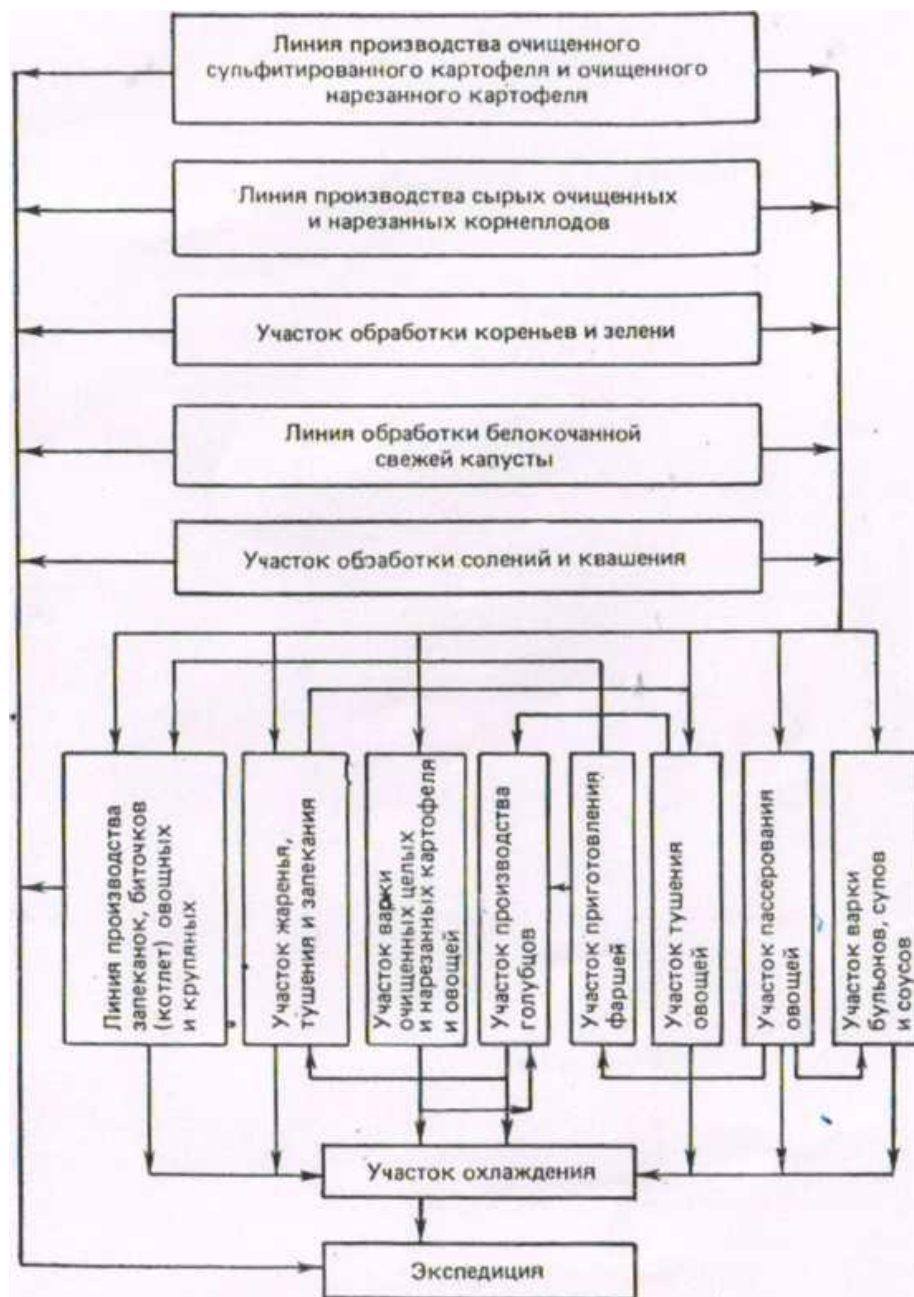 Линия производства очищенного
сульфитированного картофеля и очищенного
нарезанного картофеля
Линия производства сырых очищенных
и нарезанных корнеплодов
Участок обработки кореньев и зелени
Линия обработки белокочанной
свежей капусты
Участок обработки солений и квашения
Линия производства
запеканок, биточков
(котлет) овощных
и крупяных
Участок жаренья,
тушения и запекания
Участок варки
очищенных целых
и нарезанных картофеля
и овощей
Участок производства
голубцов
Участок приготовления
фаршей
Участок тушения
овощей
Участок пассерования
овощей
Участок варки
бульонов, супов
и соусов
Участок охлаждения
Экспедиция